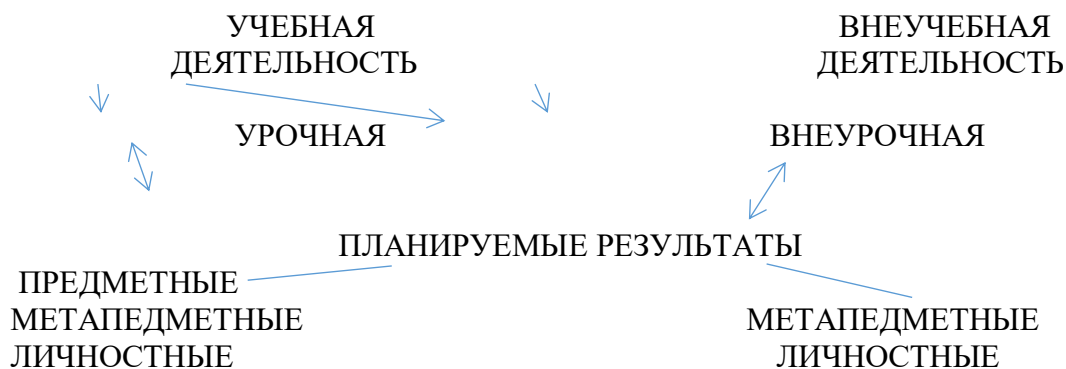 УЧЕБНАЯ ДЕЯТЕЛЬНОСТЬ
ВНЕУЧЕБНАЯ ДЕЯТЕЛЬНОСТЬ
УРОЧНАЯ
ВНЕУРОЧНАЯ
ПЛАНИРУЕМЫЕ РЕЗУЛЬТАТЫ
ПРЕДМЕТНЫЕ
МЕТАПЕДМЕТНЫЕ
ЛИЧНОСТНЫЕ
МЕТАПЕДМЕТНЫЕ
ЛИЧНОСТНЫЕ